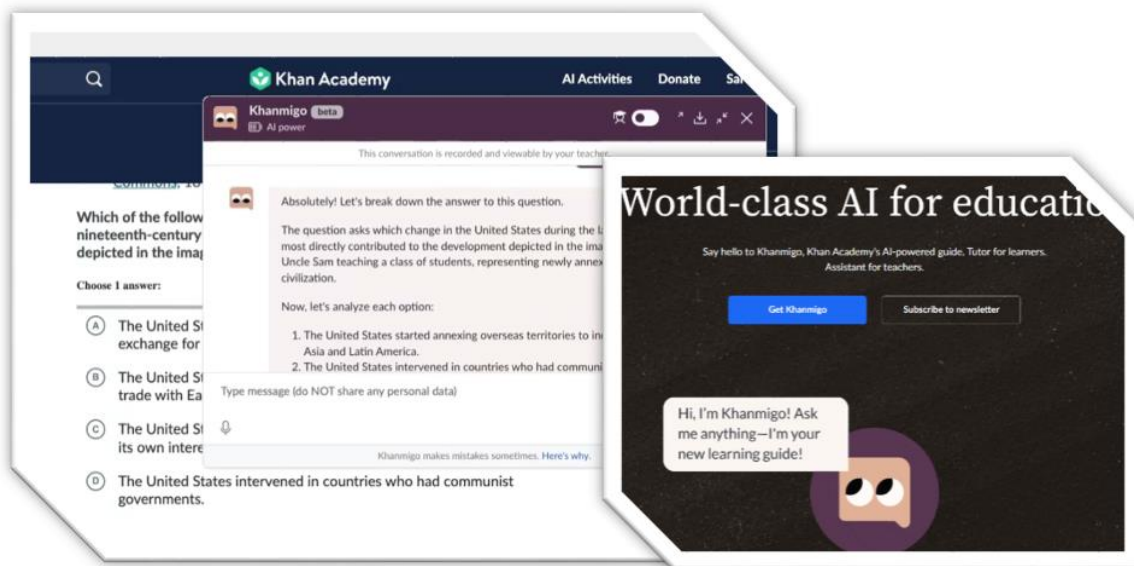 Khan Academy
AI Activities
Donate
Khanmigo beta
AI power
This conversation is recorded and viewable by your teacher.
Commons,
Which of the follow
nineteenth-century
depicted in the imag
Choose 1 answer:
A The United St
exchange for
B The United St
trade with Ea
C The United St
its own intere
D The United States intervened in countries who had communist
governments.
Absolutely! Let's break down the answer to this question.
The question asks which change in the United States during the l
most directly contributed to the development depicted in the ima
Uncle Sam teaching a class of students, representing newly annex
civilization.
Now, let's analyze each option:
1. The United States started annexing overseas territories to in
Asia and Latin America.
2. The United States intervened in countries who had communi
Type message (do NOT share any personal data)
Khanmigo makes mistakes sometimes. Here's why.
World-class AI for educatio
Say hello to Khanmigo, Khan Academy's AI-powered guide. Tutor for learners.
Assistant for teachers.
Get Khanmigo
Subscribe to newsletter
Hi, I'm Khanmigo! Ask
me anything—I'm your
new learning guide!